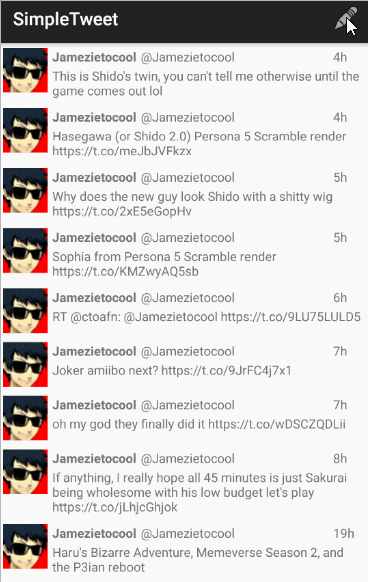 SimpleTweet
Jamezietocool @Jamezietocool 4h
This is Shido's twin, you can't tell me otherwise until the
game comes out lol
Jamezietocool @Jamezietocool 4h
Hasegawa (or Shido 2.0) Persona 5 Scramble render
https://t.co/meJbJVFkzx
Jamezietocool @Jamezietocool 5h
Why does the new guy look Shido with a shitty wig
https://t.co/2xE5eGopHv
Jamezietocool @Jamezietocool 5h
Sophia from Persona 5 Scramble render
https://t.co/KMZwyAQ5sb
Jamezietocool @Jamezietocool 6h
RT @ctoafn: @Jamezietocool https://t.co/9LU75LULD5
Jamezietocool @Jamezietocool 7h
Joker amiibo next? https://t.co/9JrFC4j7x1
Jamezietocool @Jamezietocool 7h
oh my god they finally did it https://t.co/wDSCZQDLii
Jamezietocool @Jamezietocool 8h
If anything, I really hope all 45 minutes is just Sakurai
being wholesome with his low budget let's play
https://t.co/jLhjcGhjok
Jamezietocool @Jamezietocool 19h
Haru's Bizarre Adventure, Memeverse Season 2, and
the P3ian reboot